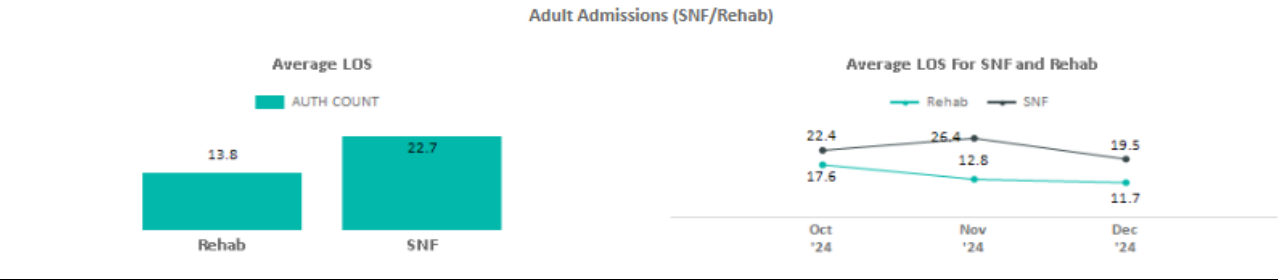 Adult Admissions (SNF/Rehab)
Average LOS
AUTH COUNT
13.8
22.7
Rehab
SNF
Average LOS For SNF and Rehab
Rehab
SNF
22.4
26.4
19.5
17.6
12.8
11.7
Oct
'24
Nov
'24
Dec
'24